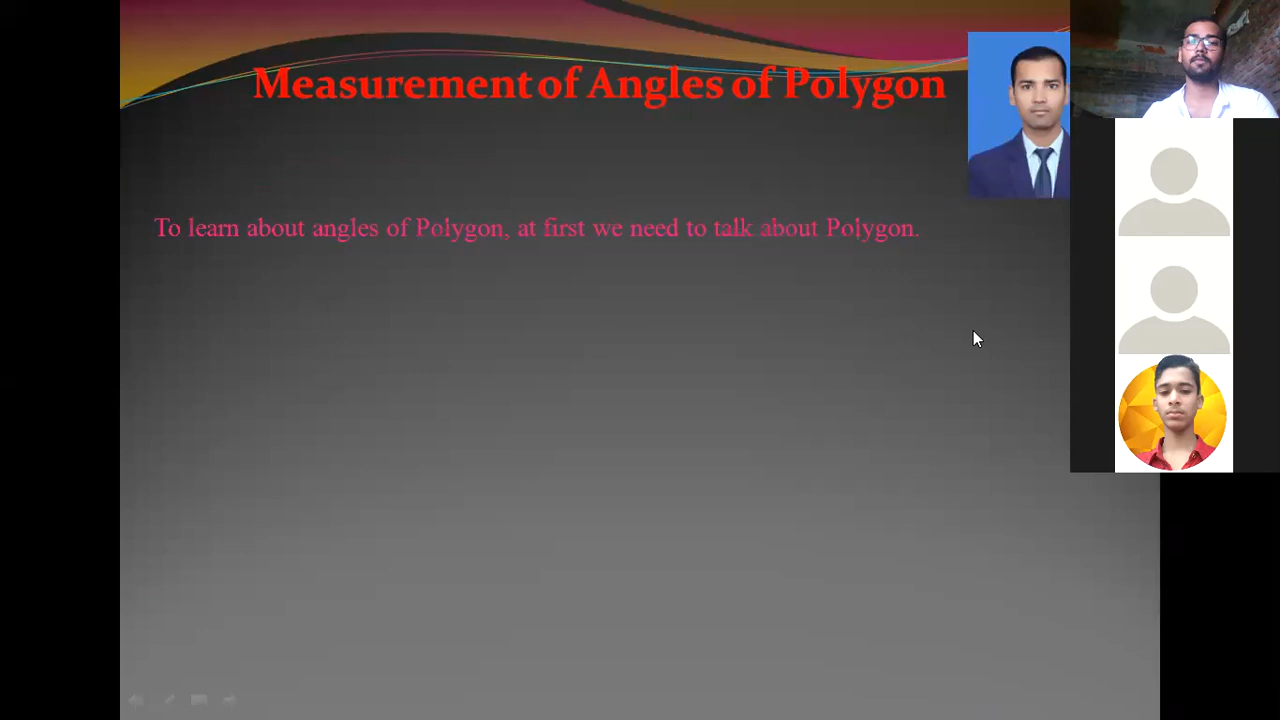 Measurement of Angles of Polygon
To learn about angles of Polygon, at first we need to talk about Polygon.